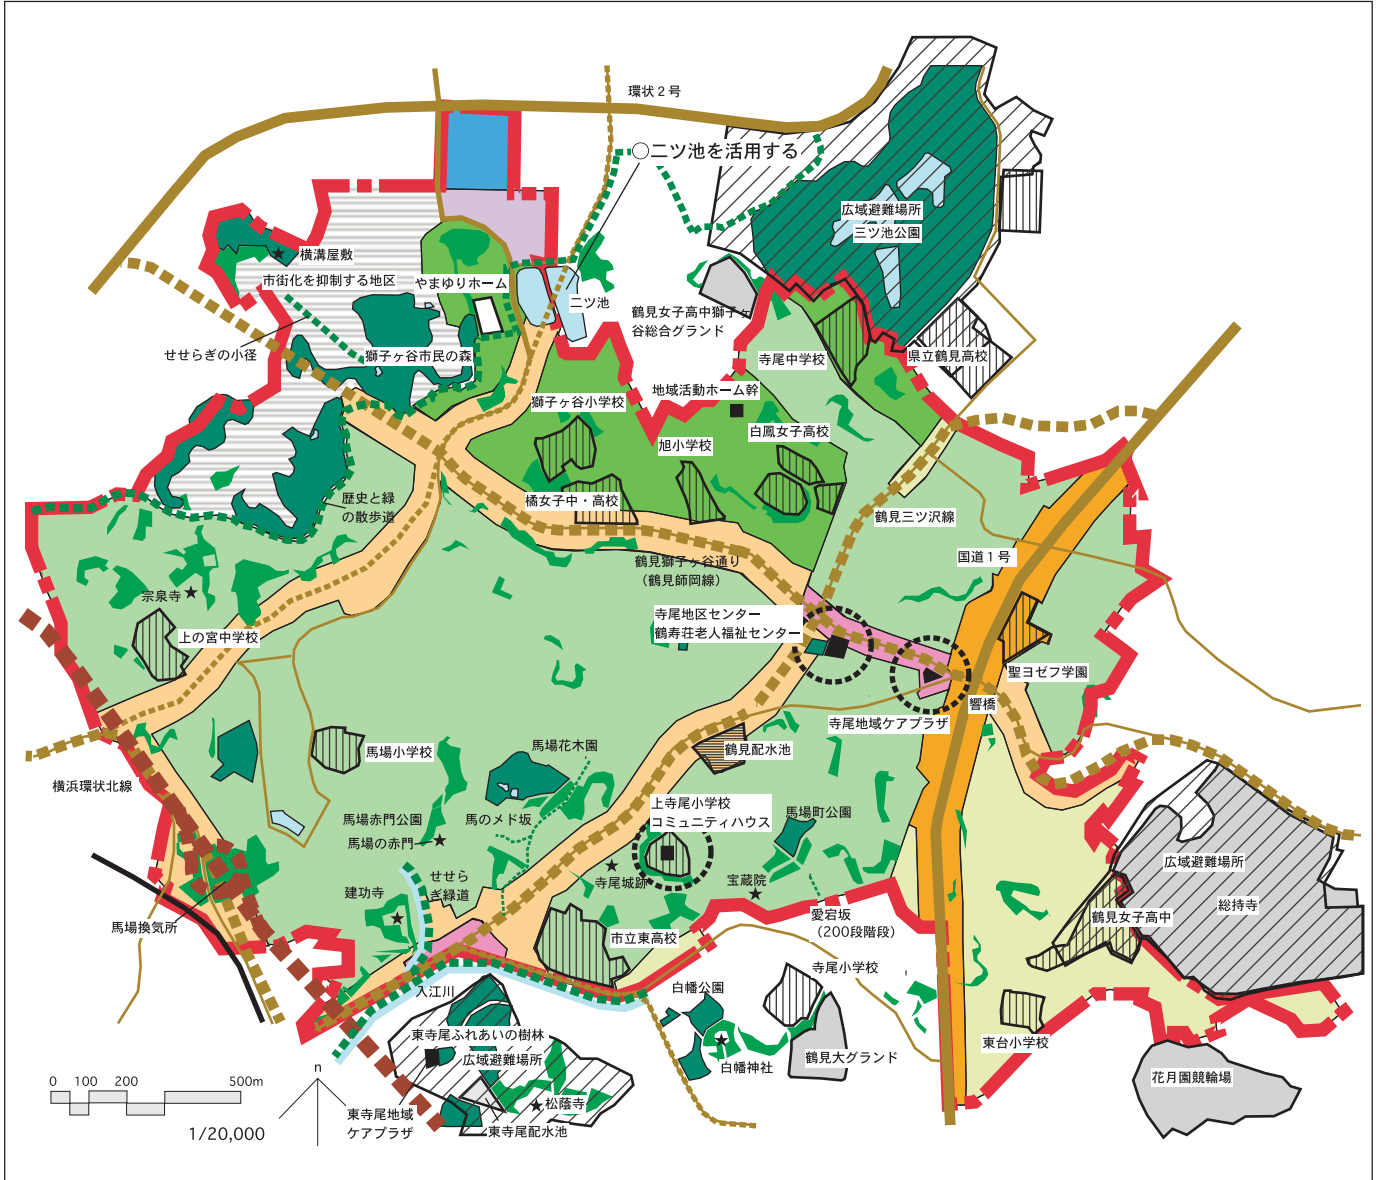 環状２号
○二ツ池を活用する
広域避難場所
三ツ池公園
横溝屋敷
市街化を抑制する地区
やまゆりホーム
二ツ池
鶴見女子高中獅子ヶ
谷総合グランド
せせらぎの小径
獅子ヶ谷市民の森
寺尾中学校
県立鶴見高校
地域活動ホーム幹
獅子ヶ谷小学校
白鳳女子高校
旭小学校
歴史と緑
の散歩道
橘女子中・高校
鶴見三ツ沢線
国道１号
鶴見獅子ヶ谷通り
（鶴見師岡線）
宗泉寺
上の宮中学校
寺尾地区センター
鶴寿荘老人福祉センター
聖ヨゼフ学園
響橋
寺尾地域ケアプラザ
馬場小学校
馬場花木園
鶴見配水池
横浜環状北線
馬場赤門公園
馬のメド坂
馬場の赤門
上寺尾小学校
コミュニティハウス
馬場町公園
広域避難場所
総持寺
せせら
ぎ緑道
建功寺
寺尾城跡
宝蔵院
鶴見女子高中
馬場換気所
市立東高校
愛宕坂
（200段階段）
入江川
白幡公園
寺尾小学校
東寺尾ふれあいの樹林
広域避難場所
白幡神社
鶴見大グランド
東台小学校
花月園競輪場
松蔭寺
東寺尾配水池
東寺尾地域
ケアプラザ
0 100 200 500m
1/20,000
n